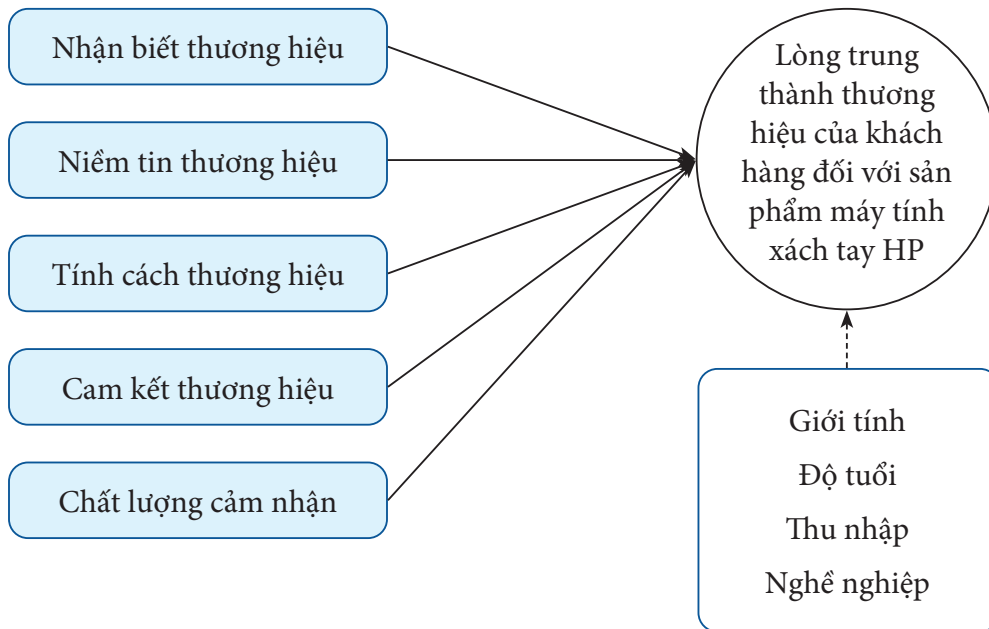 Nhận biết thương hiệu
Niềm tin thương hiệu
Tính cách thương hiệu
Cam kết thương hiệu
Chất lượng cảm nhận
Lòng trung
thành thương
hiệu của khách
hàng đối với sản
phẩm máy tính
xách tay HP
Giới tính
Độ tuổi
Thu nhập
Nghề nghiệp